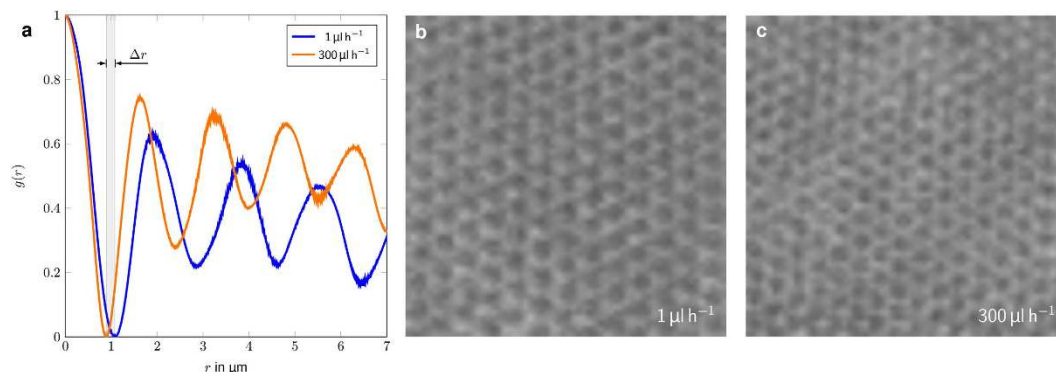 a
1 µl h⁻¹
300 µl h⁻¹
Δr
g(r)
1
0.8
0.6
0.4
0.2
0
0 1 2 3 4 5 6 7
r in µm
b
1 µl h⁻¹
c
300 µl h⁻¹